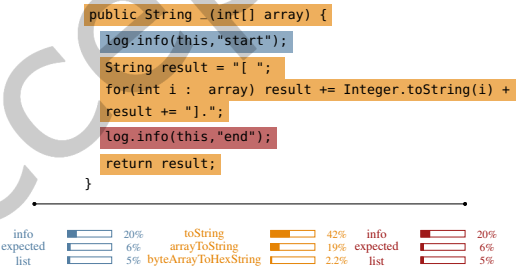 public String _(int[] array) {
log.info(this,"start");
String result = "[ ";
for(int i :  array) result += Integer.toString(i) +
result += "].";
log.info(this,"end");
return result;
}
info 20% toString 42% info 20%
expected 6% arrayToString 19% expected 6%
list 5% byteArrayToHexString 2.2% list 5%